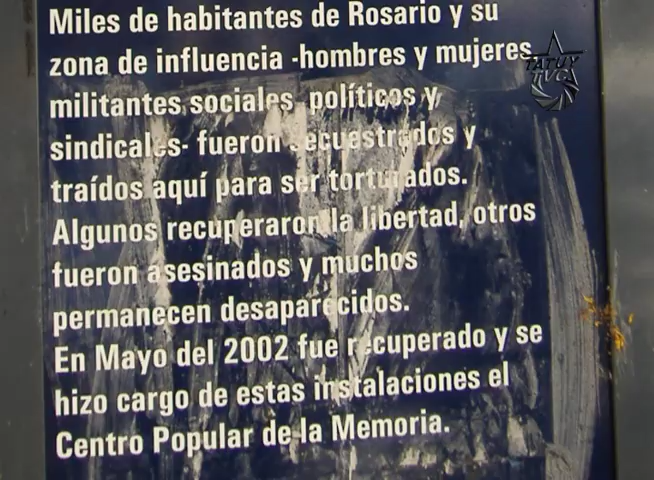 Miles de habitantes de Rosario y su
zona de influencia -hombres y mujeres
militantes sociales, políticos y
sindicales- fueron secuestrados y
traídos aquí para ser torturados.
Algunos recuperaron la libertad, otros
fueron asesinados y muchos
permanecen desaparecidos.
En Mayo del 2002 fue recuperado y se
hizo cargo de estas instalaciones el
Centro Popular de la Memoria.
TATUY
TVC